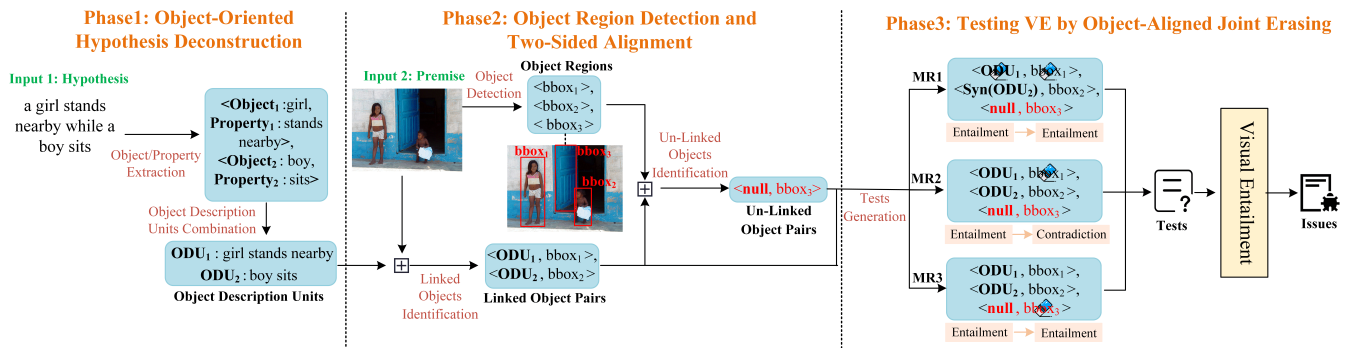 Phase1: Object-Oriented
Hypothesis Deconstruction
Input 1: Hypothesis
a girl stands
nearby while a
boy sits
Object/Property
Extraction
<Object₁ :girl,
Property₁ : stands
nearby>,
<Object₂ : boy,
Property₂ : sits>
Object Description
Units Combination
ODU₁ : girl stands nearby
ODU₂ : boy sits
Object Description Units
Phase2: Object Region Detection and
Two-Sided Alignment
Input 2: Premise
Object
Detection
Object Regions
<bbox₁>,
<bbox₂>,
< bbox₃>
bbox₁
bbox₃
bbox₂
Linked
Objects
Identification
<ODU₁ , bbox₁>,
<ODU₂ , bbox₂>
Linked Object Pairs
Un-Linked
Objects
Identification
<null, bbox₃>
Un-Linked
Object Pairs
Phase3: Testing VE by Object-Aligned Joint Erasing
Tests
Generation
MR1
<ODU₁ , bbox₁>,
<Syn(ODU₂) , bbox₂>,
<null , bbox₃>
Entailment
Entailment
MR2
<ODU₁ , bbox₁>,
<ODU₂ , bbox₂>,
<null , bbox₃>
Entailment
Contradiction
MR3
<ODU₁ , bbox₁>,
<ODU₂ , bbox₂>,
<null , bbox₃>
Entailment
Entailment
?
Tests
Visual Entailment
Issues